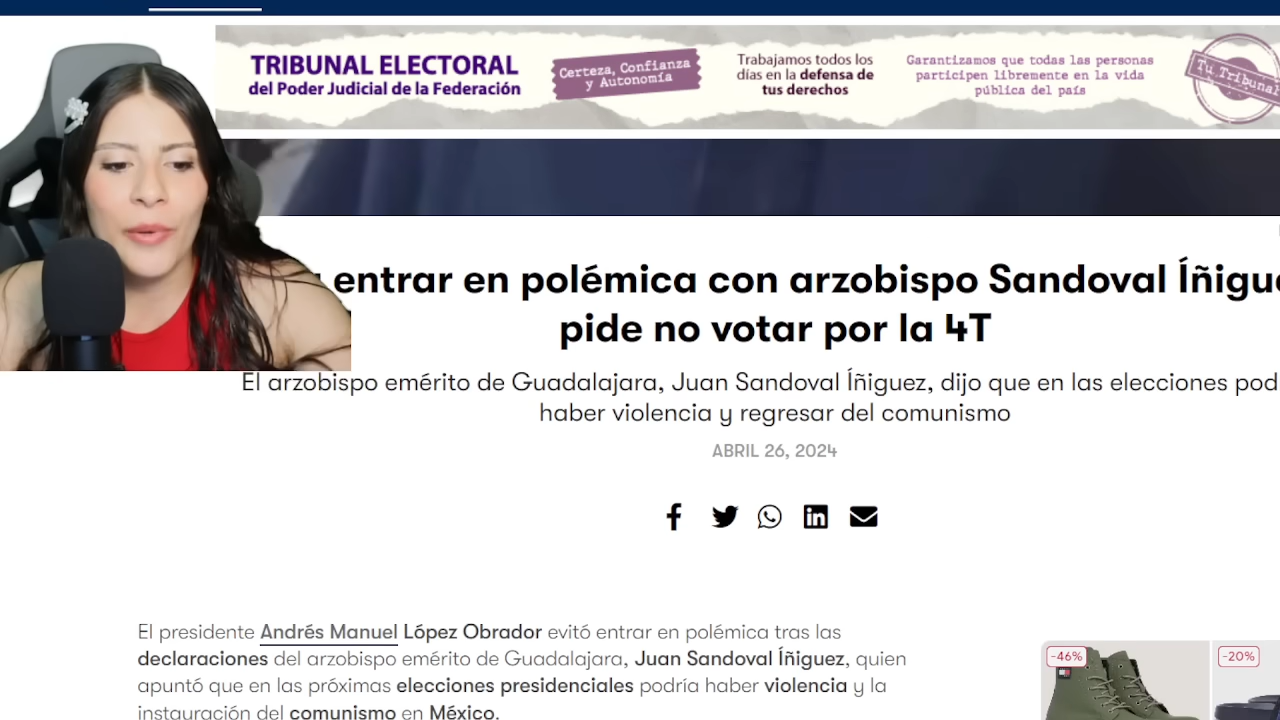 TRIBUNAL ELECTORAL
del Poder Judicial de la Federación
Certeza, Confianza
y Autonomía
Trabajamos todos los
días en la defensa de
tus derechos
Garantizamos que todas las personas
participen libremente en la vida
pública del país
Tu Tribunal
entrar en polémica con arzobispo Sandoval
pide no votar por la 4T
El arzobispo emérito de Guadalajara, Juan Sandoval Íñiguez, dijo que en las elecciones
haber violencia y regresar del comunismo
ABRIL 26, 2024
El presidente Andrés Manuel López Obrador evitó entrar en polémica tras las
declaraciones del arzobispo emérito de Guadalajara, Juan Sandoval Íñiguez, quien
apuntó que en las próximas elecciones presidenciales podría haber violencia y la
instauración del comunismo en México.
-46%
-20%